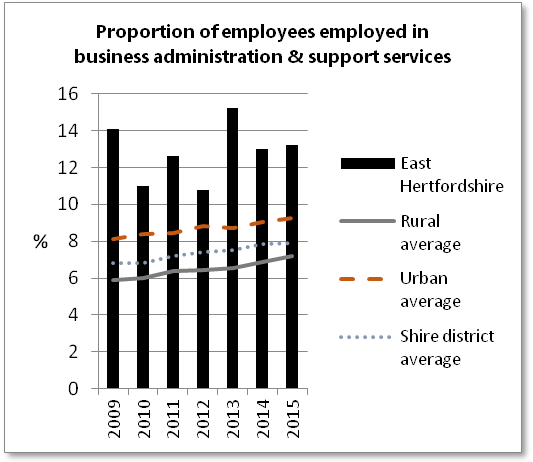 Proportion of employees employed in
business administration & support services
16
14
12
10
8
6
4
2
0
%
2009
2010
2011
2012
2013
2014
2015
East
Hertfordshire
Rural
average
Urban
average
Shire district
average